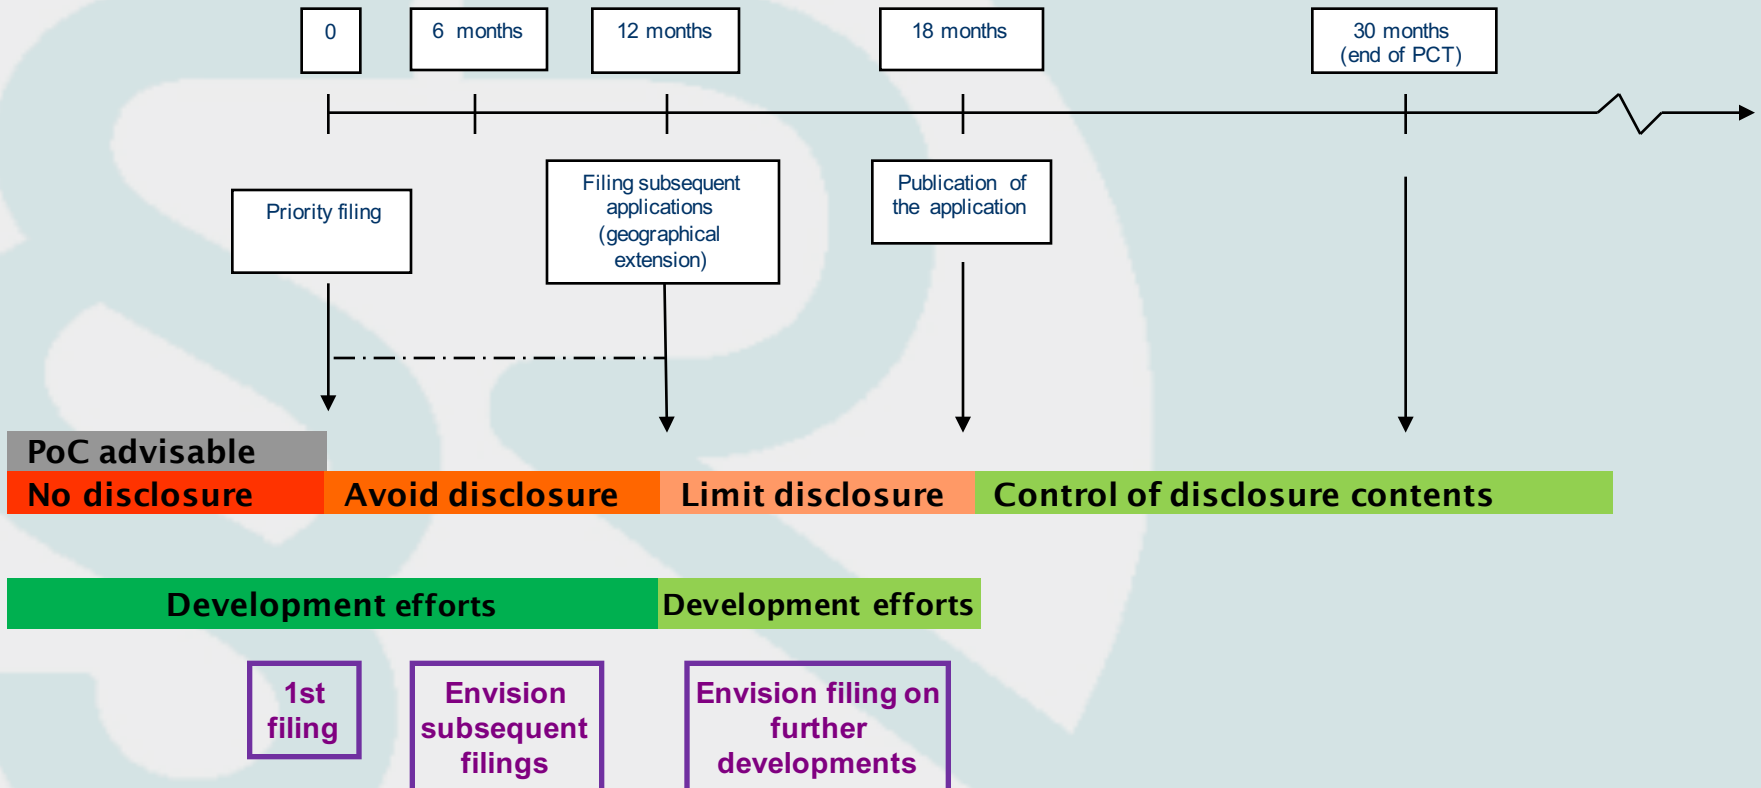 0
6 months
12 months
18 months
30 months
(end of PCT)
Priority filing
Filing subsequent
applications
(geographical
extension)
Publication of
the application
PoC advisable
No disclosure
Avoid disclosure
Limit disclosure
Control of disclosure contents
Development efforts
Development efforts
1st
filing
Envision
subsequent
filings
Envision filing on
further
developments